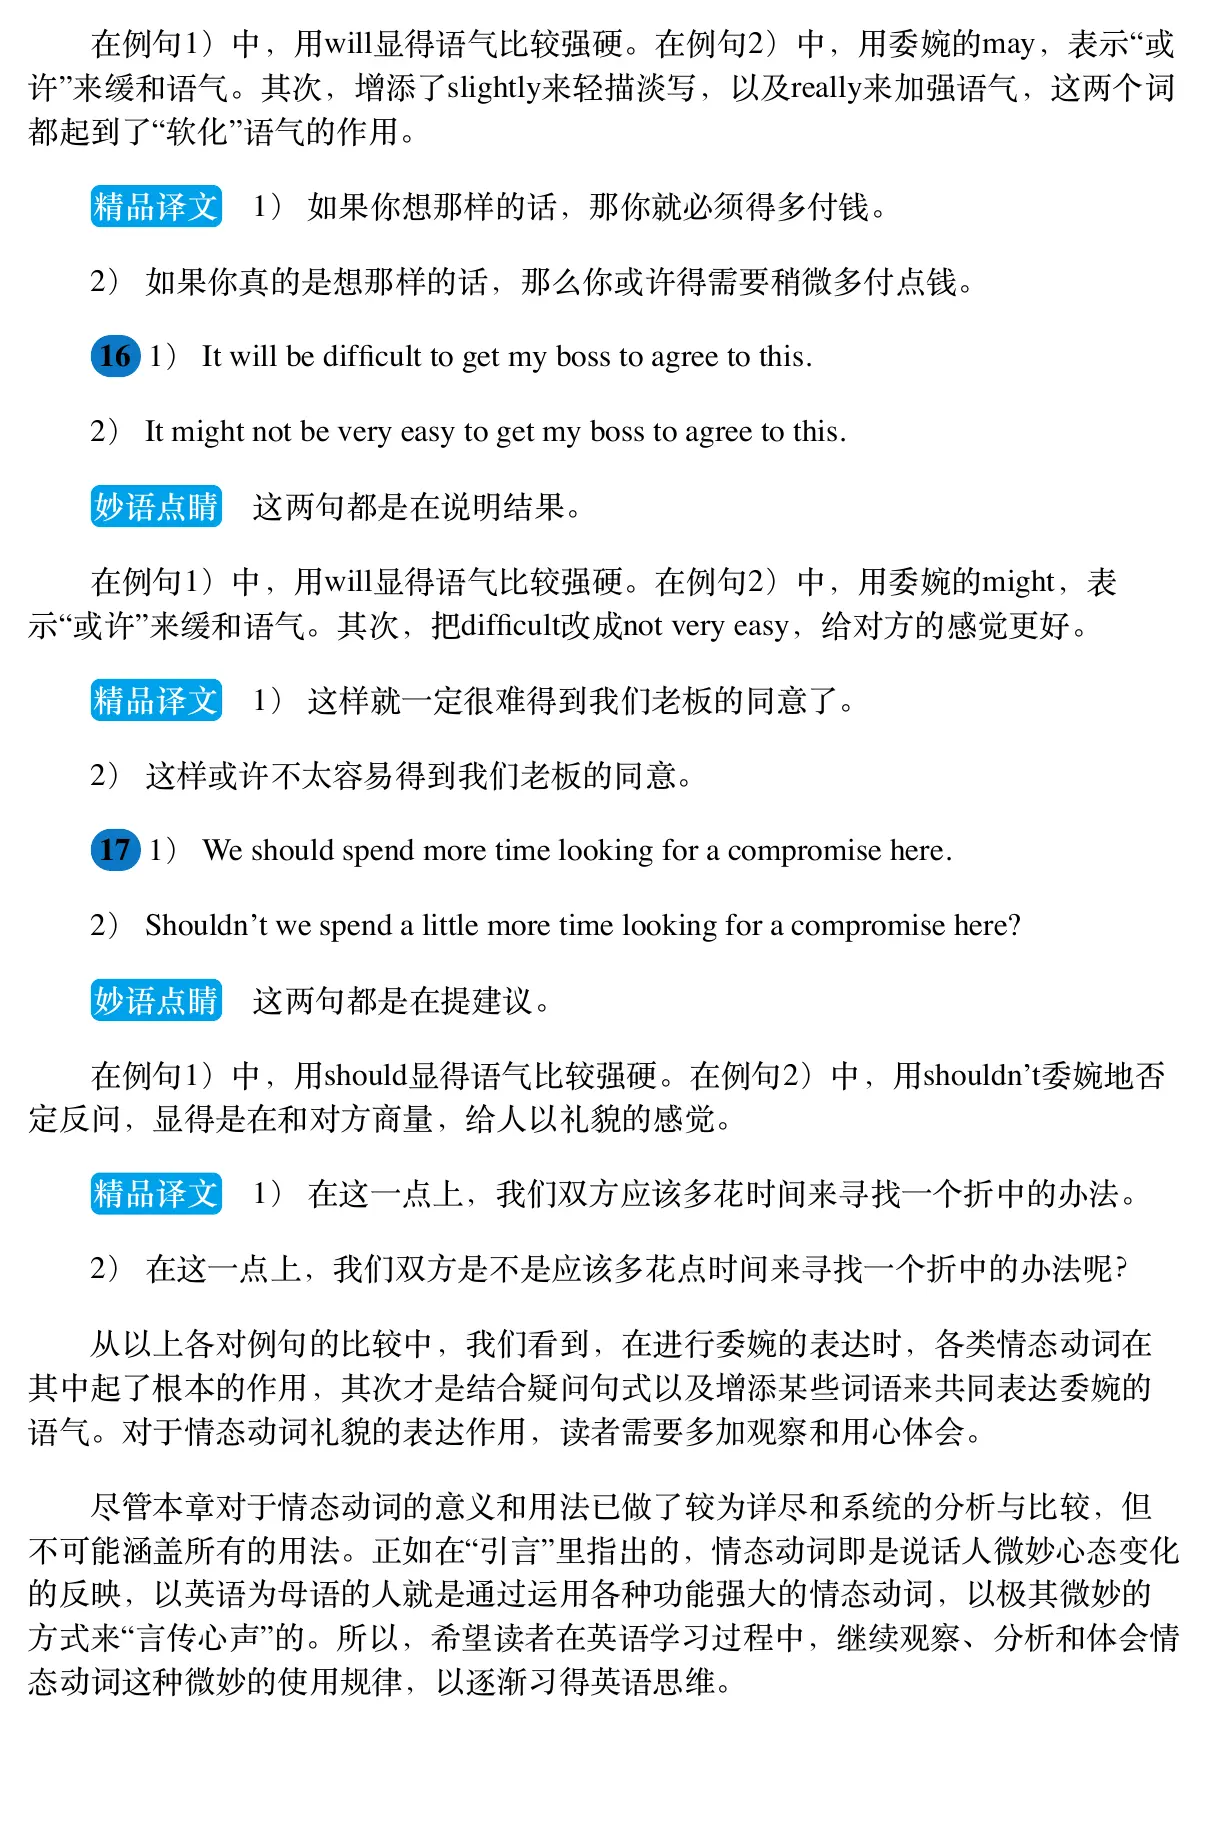 在例句1）中，用will显得语气比较强硬。在例句2）中，用委婉的may，表示“或
许”来缓和语气。其次，增添了slightly来轻描淡写，以及really来加强语气，这两个词
都起到了“软化”语气的作用。
精品译文 1） 如果你想那样的话，那你就必须得多付钱。
2） 如果你真的是想那样的话，那么你或许得需要稍微多付点钱。
16 1） It will be difficult to get my boss to agree to this.
2） It might not be very easy to get my boss to agree to this.
妙语点睛 这两句都是在说明结果。
在例句1）中，用will显得语气比较强硬。在例句2）中，用委婉的might，表
示“或许”来缓和语气。其次，把difficult改成not very easy，给对方的感觉更好。
精品译文 1） 这样就一定很难得到我们老板的同意了。
2） 这样或许不太容易得到我们老板的同意。
17 1） We should spend more time looking for a compromise here.
2） Shouldn’t we spend a little more time looking for a compromise here?
妙语点睛 这两句都是在提建议。
在例句1）中，用should显得语气比较强硬。在例句2）中，用shouldn’t委婉地否
定反问，显得是在和对方商量，给人以礼貌的感觉。
精品译文 1） 在这一点上，我们双方应该多花时间来寻找一个折中的办法。
2） 在这一点上，我们双方是不是应该多花点时间来寻找一个折中的办法呢？
从以上各对例句的比较中，我们看到，在进行委婉的表达时，各类情态动词在
其中起了根本的作用，其次才是结合疑问句式以及增添某些词语来共同表达委婉的
语气。对于情态动词礼貌的表达作用，读者需要多加观察和用心体会。
尽管本章对于情态动词的意义和用法已做了较为详尽和系统的分析与比较，但
不可能涵盖所有的用法。正如在“引言”里指出的，情态动词即是说话人微妙心态变化
的反映，以英语为母语的人就是通过运用各种功能强大的情态动词，以极其微妙的
方式来“言传心声”的。所以，希望读者在英语学习过程中，继续观察、分析和体会情
态动词这种微妙的使用规律，以逐渐习得英语思维。